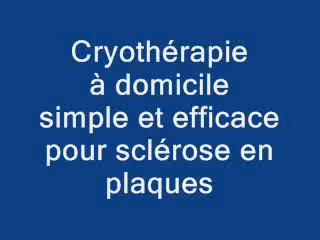 Cryothérapie
à domicile
simple et efficace
pour sclérose en
plaques